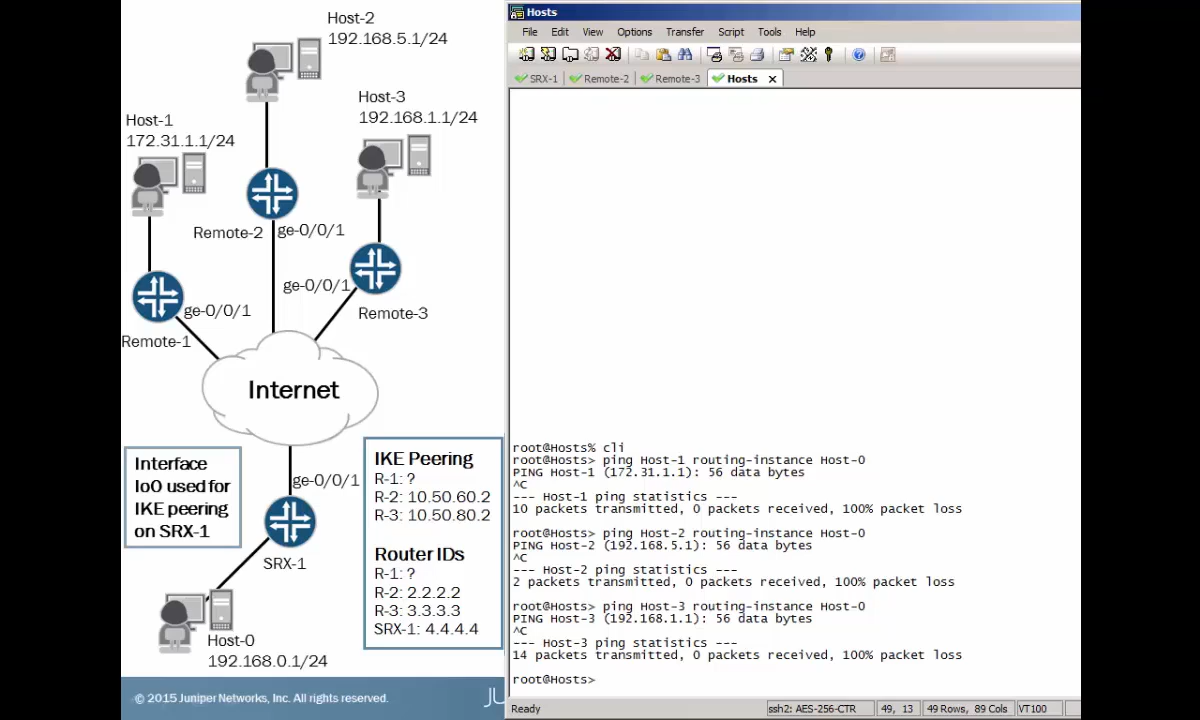 Host-2
192.168.5.1/24
Host-3
192.168.1.1/24
Host-1
172.31.1.1/24
Remote-2
ge-0/0/1
ge-0/0/1
ge-0/0/1
Remote-3
Remote-1
Internet
Interface
Io0 used for
IKE peering
on SRX-1
ge-0/0/1
IKE Peering
R-1: ?
R-2: 10.50.60.2
R-3: 10.50.80.2
Router IDs
R-1: ?
R-2: 2.2.2.2
R-3: 3.3.3.3
SRX-1: 4.4.4.4
SRX-1
Host-0
192.168.0.1/24
© 2015 Juniper Networks, Inc. All rights reserved.
Hosts
File Edit View Options Transfer Script Tools Help
SRX-1 Remote-2 Remote-3 Hosts
root@Hosts% cli
root@Hosts> ping Host-1 routing-instance Host-0
PING Host-1 (172.31.1.1): 56 data bytes
^C
--- Host-1 ping statistics ---
10 packets transmitted, 0 packets received, 100% packet loss
root@Hosts> ping Host-2 routing-instance Host-0
PING Host-2 (192.168.5.1): 56 data bytes
^C
--- Host-2 ping statistics ---
2 packets transmitted, 0 packets received, 100% packet loss
root@Hosts> ping Host-3 routing-instance Host-0
PING Host-3 (192.168.1.1): 56 data bytes
^C
--- Host-3 ping statistics ---
14 packets transmitted, 0 packets received, 100% packet loss
root@Hosts>
Ready ssh2: AES-256-CTR 49, 13 49 Rows, 89 Cols VT100